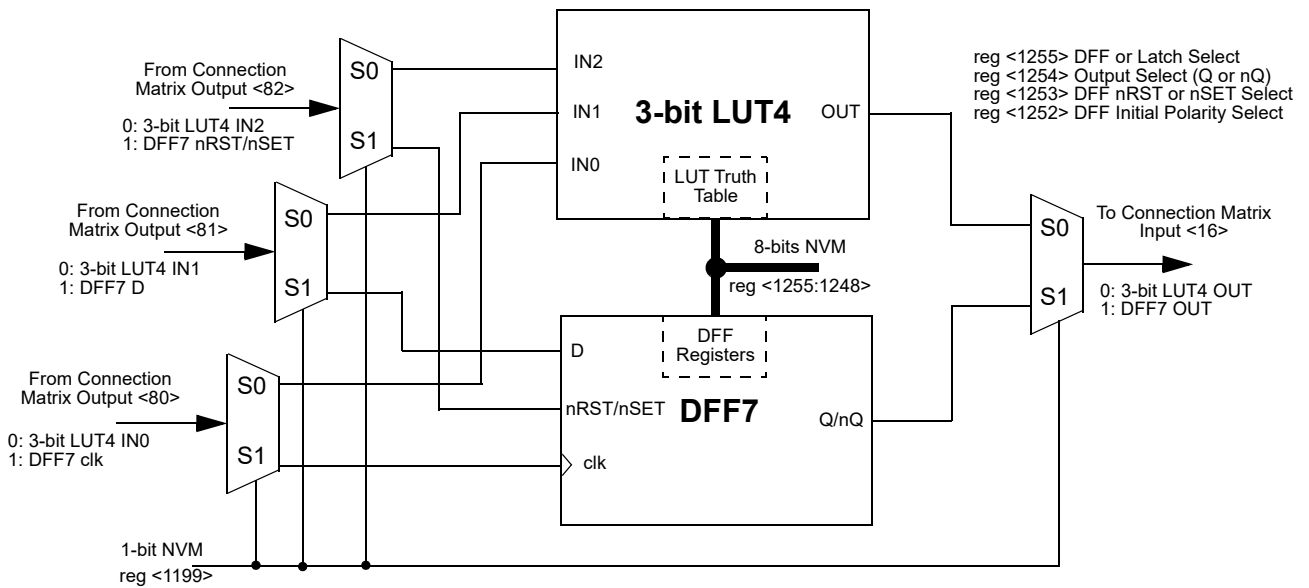 From Connection
Matrix Output <82>
0: 3-bit LUT4 IN2
1: DFF7 nRST/nSET
S0
S1
From Connection
Matrix Output <81>
0: 3-bit LUT4 IN1
1: DFF7 D
S0
S1
From Connection
Matrix Output <80>
0: 3-bit LUT4 IN0
1: DFF7 clk
S0
S1
1-bit NVM
reg <1199>
IN2
IN1
IN0
3-bit LUT4
OUT
LUT Truth
Table
8-bits NVM
reg <1255:1248>
DFF
Registers
D
nRST/nSET
clk
DFF7
Q/nQ
reg <1255> DFF or Latch Select
reg <1254> Output Select (Q or nQ)
reg <1253> DFF nRST or nSET Select
reg <1252> DFF Initial Polarity Select
S0
S1
To Connection Matrix
Input <16>
0: 3-bit LUT4 OUT
1: DFF7 OUT